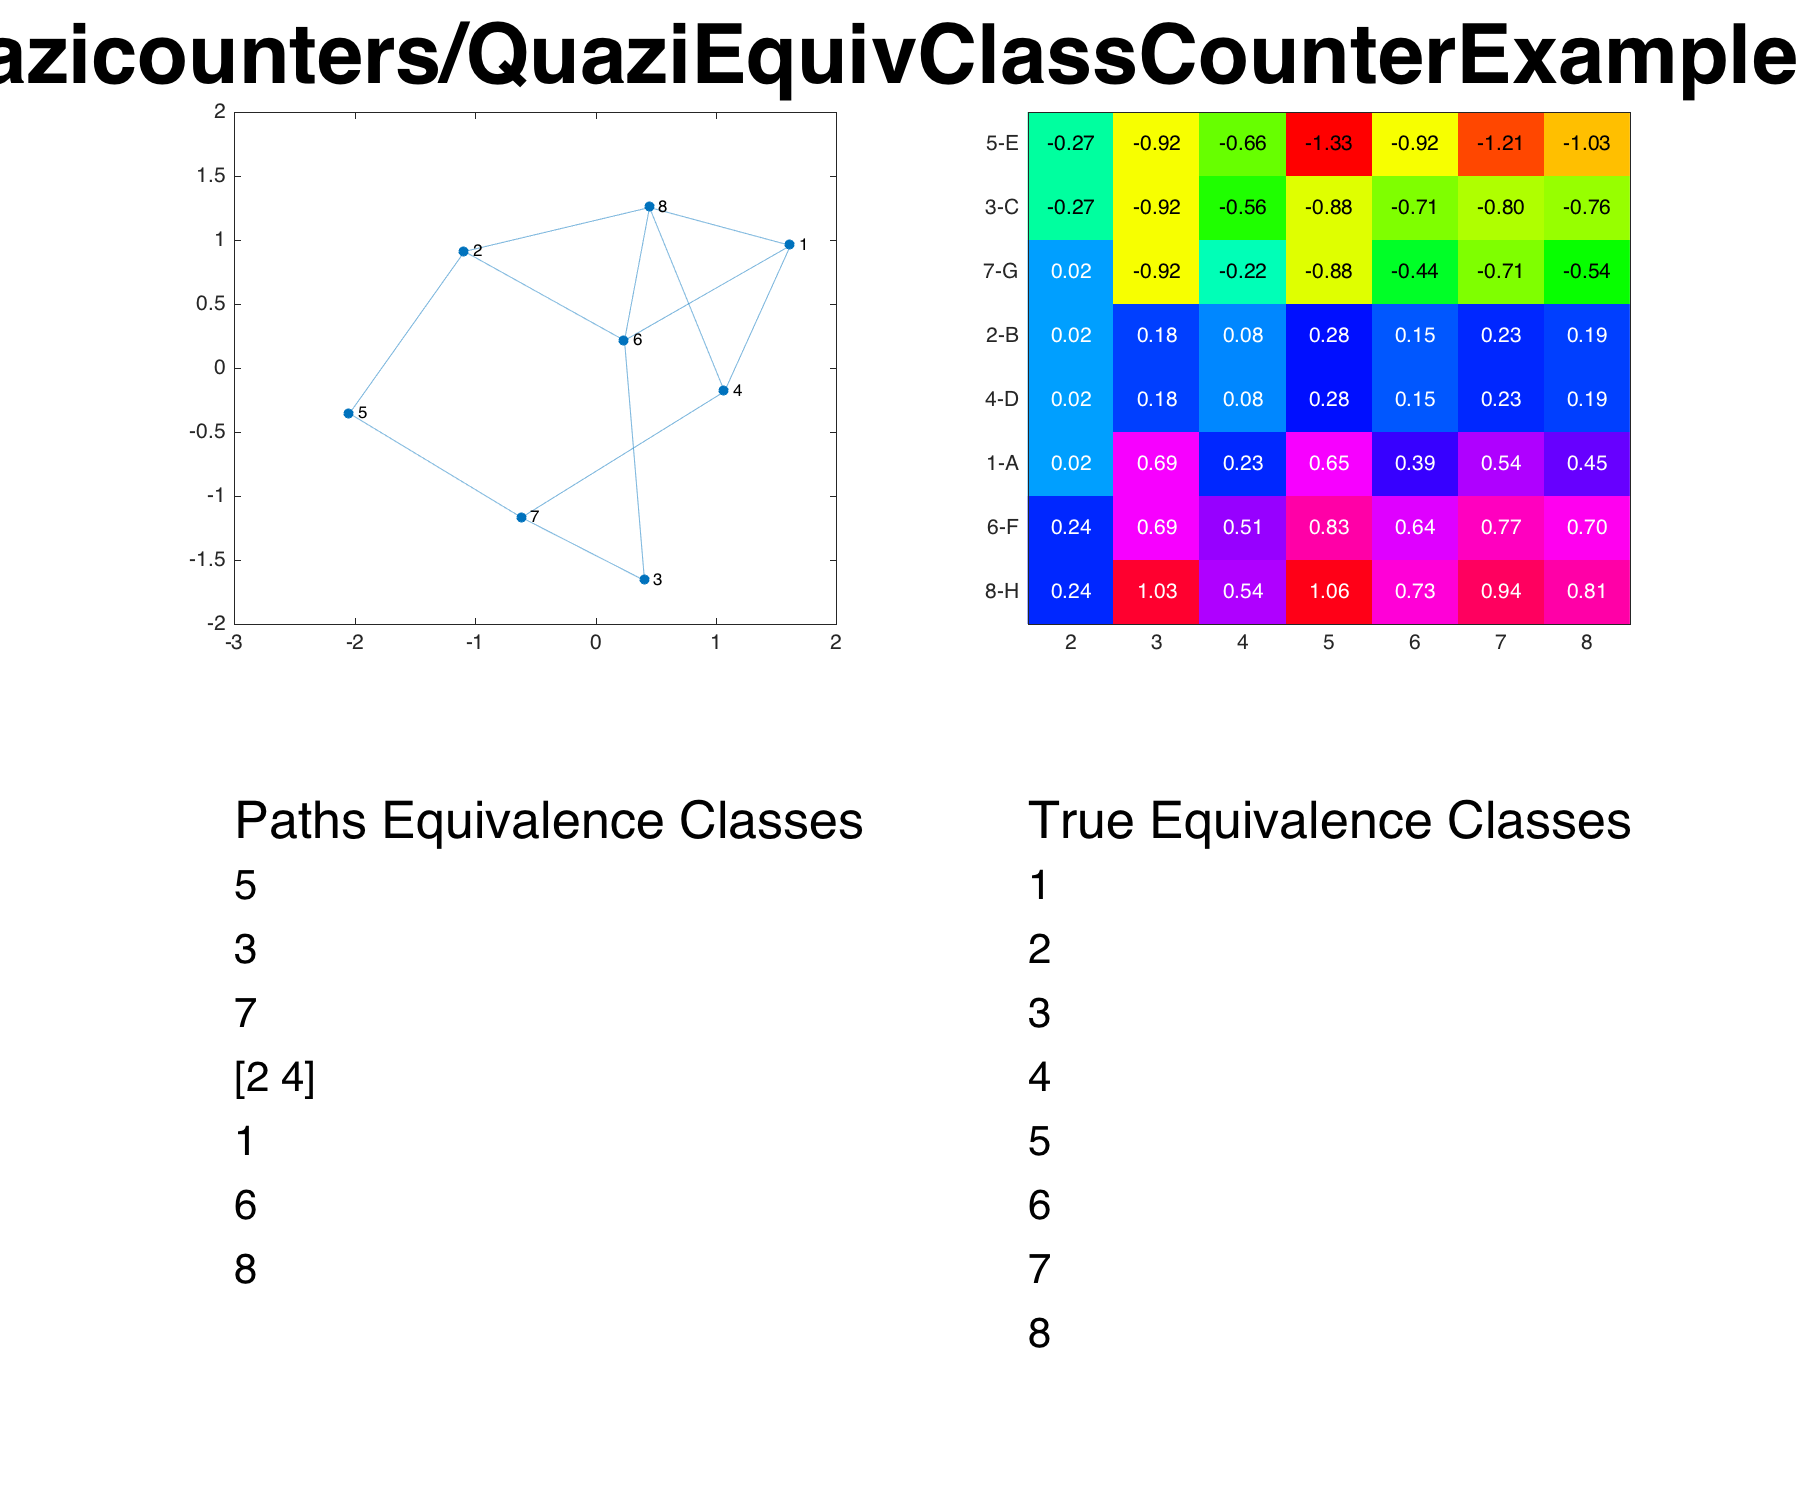 azicounters/QuaziEquivClassCounterExample
2
1.5
1
0.5
0
-0.5
-1
-1.5
-2
-3 -2 -1 0 1 2
8
1
2
6
4
5
7
3
5-E -0.27 -0.92 -0.66 -1.33 -0.92 -1.21 -1.03
3-C -0.27 -0.92 -0.56 -0.88 -0.71 -0.80 -0.76
7-G 0.02 -0.92 -0.22 -0.88 -0.44 -0.71 -0.54
2-B 0.02 0.18 0.08 0.28 0.15 0.23 0.19
4-D 0.02 0.18 0.08 0.28 0.15 0.23 0.19
1-A 0.02 0.69 0.23 0.65 0.39 0.54 0.45
6-F 0.24 0.69 0.51 0.83 0.64 0.77 0.70
8-H 0.24 1.03 0.54 1.06 0.73 0.94 0.81
2 3 4 5 6 7 8
Paths Equivalence Classes
5
3
7
[2 4]
1
6
8
True Equivalence Classes
1
2
3
4
5
6
7
8